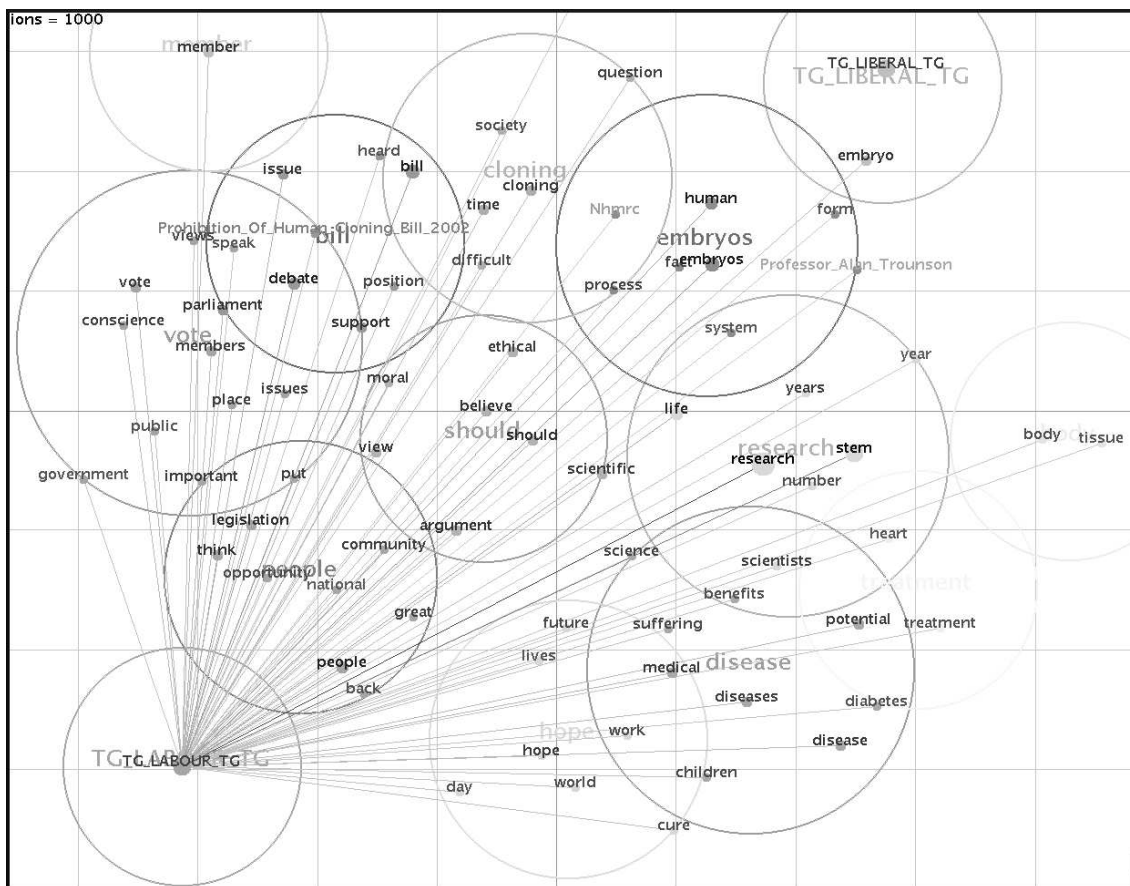 ions = 1000
member
member
TG_LIBERAL_TG
TG_LIBERAL_TG
question
society
heard
bill
issue
cloning
cloning
embryo
human
time
Nhmrc
form
Prohibition_Of_Human_Cloning_Bill_2002
views
speak
bill
embryos
difficult
fact
embryos
Professor_Alan_Trounson
vote
debate
position
process
parliament
conscience
support
system
vote
members
ethical
year
moral
issues
years
place
believe
life
public
should
should
body
body
tissue
view
research
stem
research
scientific
government
important
put
number
legislation
argument
heart
think
community
science
scientists
people
opportunity
national
treatment
benefits
great
future
suffering
potential
treatment
lives
people
medical
disease
back
diseases
diabetes
hope
work
disease
hope
TG_LABOUR_TG
TG_LABOUR_TG
children
day
world
cure